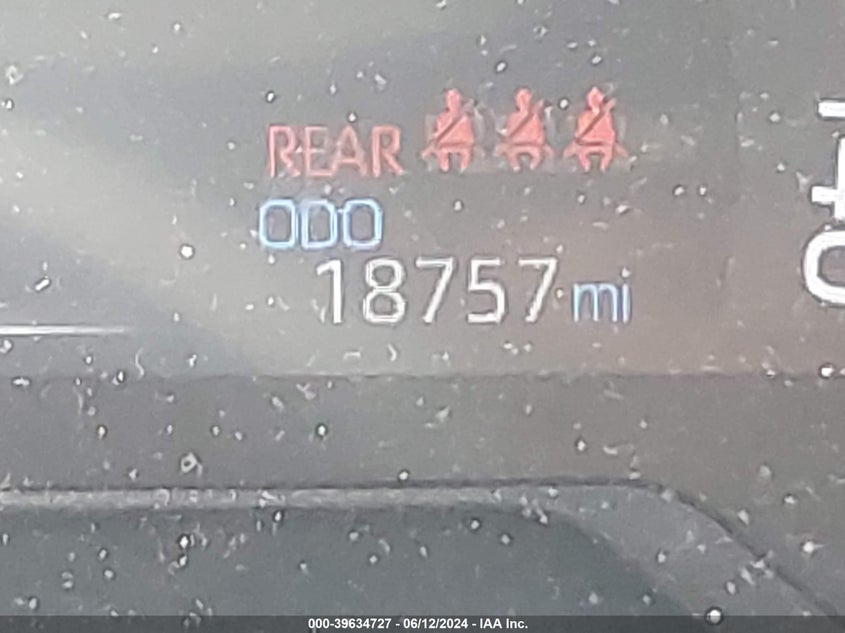 REAR
ODO
18757 mi
000-39634727 - 06/12/2024 - IAA Inc.